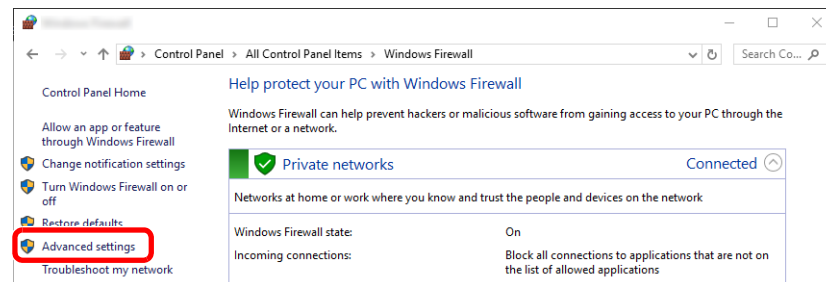 Control Panel › All Control Panel Items › Windows Firewall
Search Co...
Control Panel Home
Allow an app or feature
through Windows Firewall
Change notification settings
Turn Windows Firewall on or
off
Restore defaults
Advanced settings
Troubleshoot my network
Help protect your PC with Windows Firewall
Windows Firewall can help prevent hackers or malicious software from gaining access to your PC through the
Internet or a network.
Private networks
Connected
Networks at home or work where you know and trust the people and devices on the network
Windows Firewall state:
On
Incoming connections:
Block all connections to applications that are not on
the list of allowed applications